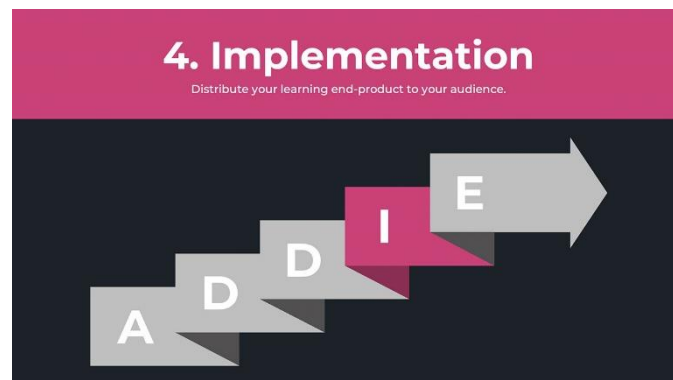 4. Implementation
Distribute your learning end-product to your audience.
A
D
D
I
E